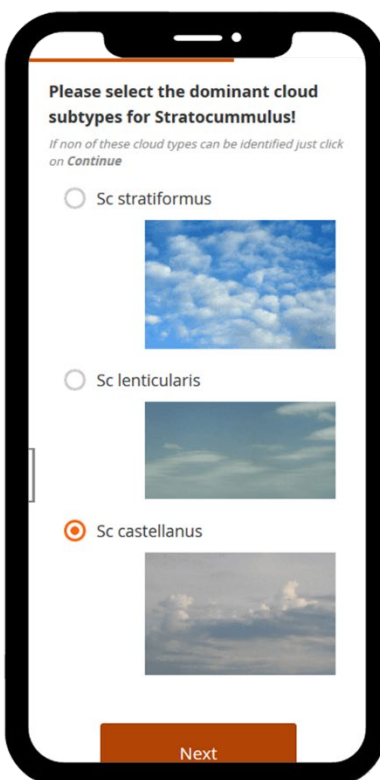 Please select the dominant cloud
subtypes for Stratocummulus!
If non of these cloud types can be identified just click
on Continue
Sc stratiformus
Sc lenticularis
Sc castellanus
Next